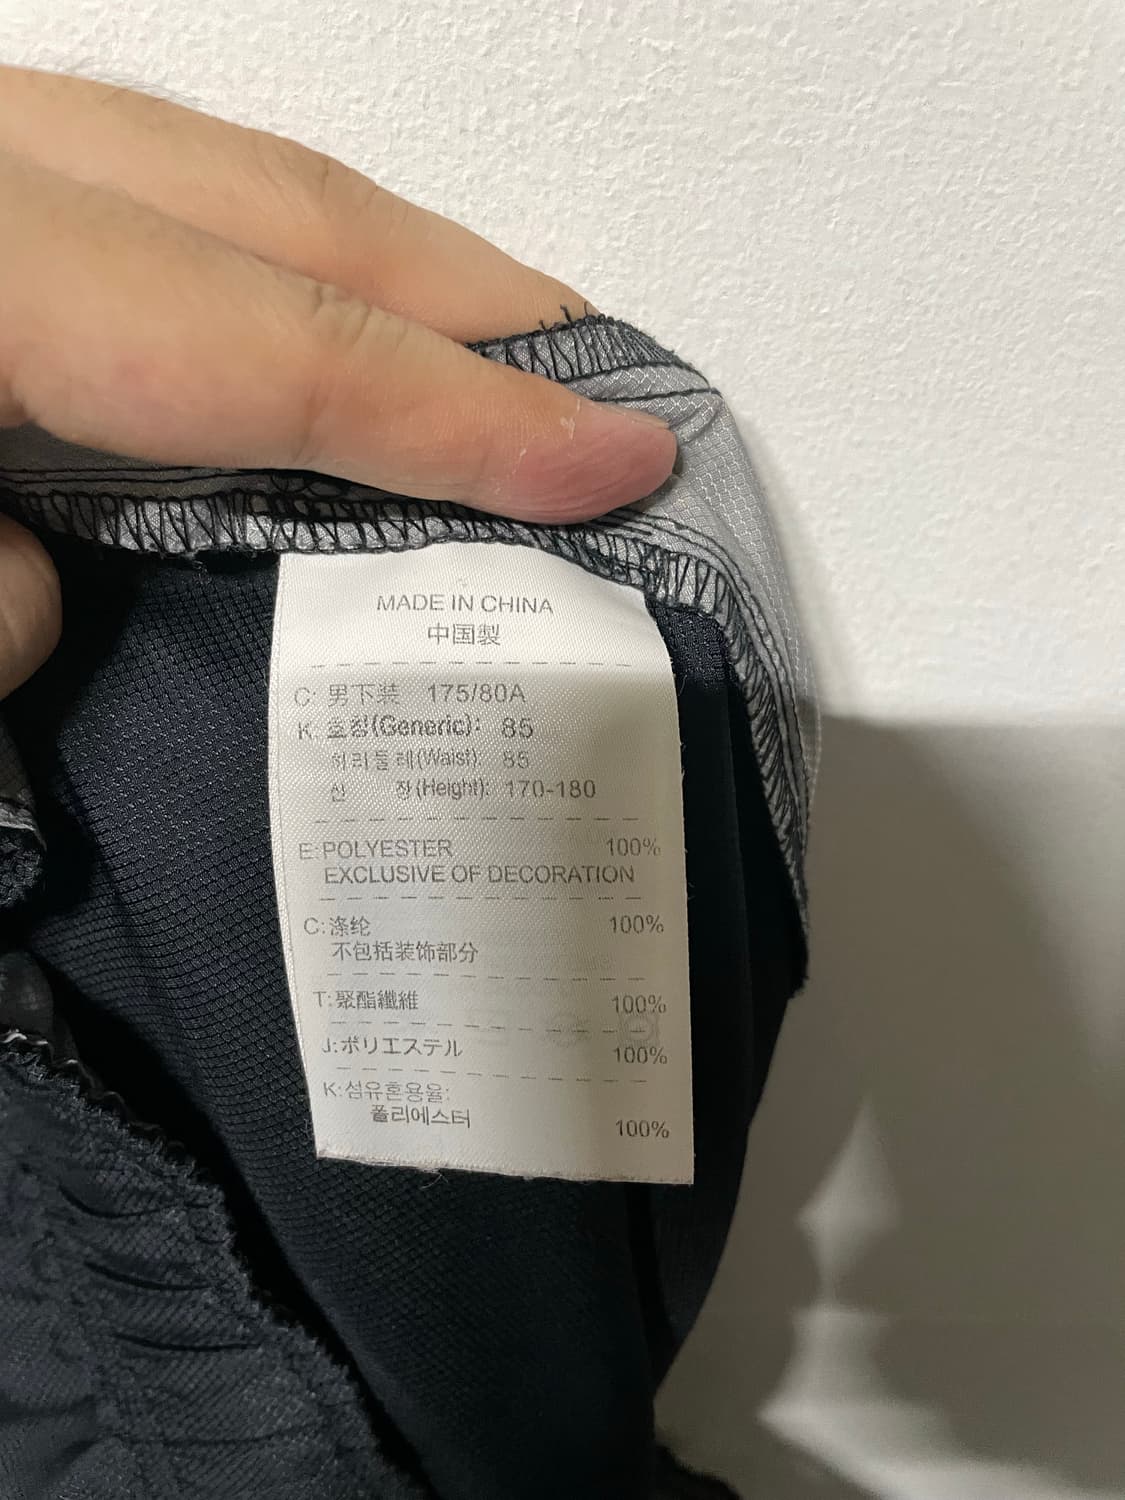 MADE IN CHINA
中国製
C: 男下装 175/80A
K: 호칭(Generic): 85
허리둘레(Waist): 85
신 장(Height): 170-180
E:POLYESTER 100%
EXCLUSIVE OF DECORATION
C:涤纶 100%
不包括装饰部分
T:聚酯纖維 100%
J:ポリエステル 100%
K:섬유혼용율:
폴리에스터 100%